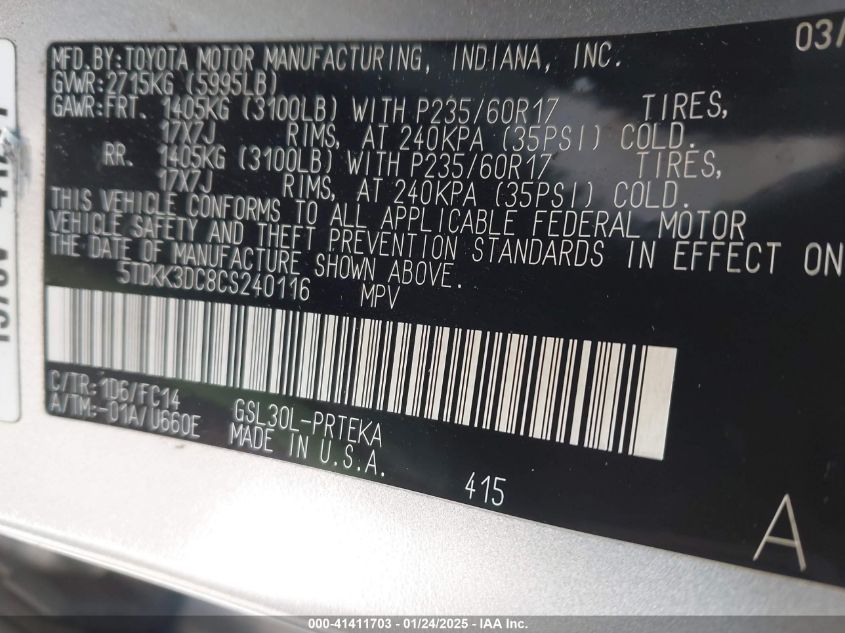 03/
MFD.BY:TOYOTA MOTOR MANUFACTURING, INDIANA, INC.
GVWR:2715KG (5995LB)
GAWR:FRT. 1405KG (3100LB) WITH P235/60R17 TIRES,
17X7J RIMS, AT 240KPA (35PSI) COLD.
RR. 1405KG (3100LB) WITH P235/60R17 TIRES,
17X7J RIMS, AT 240KPA (35PSI) COLD.
THIS VEHICLE CONFORMS TO ALL APPLICABLE FEDERAL MOTOR
VEHICLE SAFETY AND THEFT PREVENTION STANDARDS IN EFFECT ON
THE DATE OF MANUFACTURE SHOWN ABOVE.
5TDKK3DC8CS240116 MPV
C/TR:1D6/FC14
A/TM:-01A/U660E
GSL30L-PRTEKA
MADE IN U.S.A.
415
A
000-41411703 - 01/24/2025 - IAA Inc.